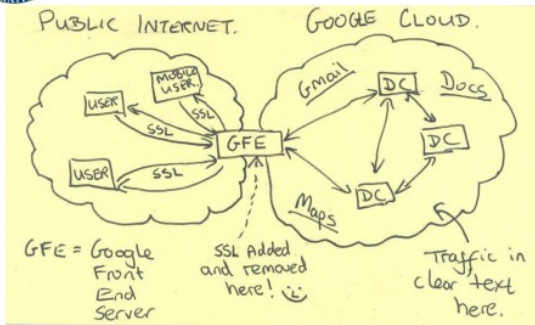 PUBLIC INTERNET.
GOOGLE CLOUD.
MOBILE
USER.
USER
SSL
SSL
USER
SSL
GFE
Gmail
DC
Docs
DC
DC
Maps
GFE = Google
Front
End
Server
SSL Added
and removed
here!
Traffic in
clear text
here.